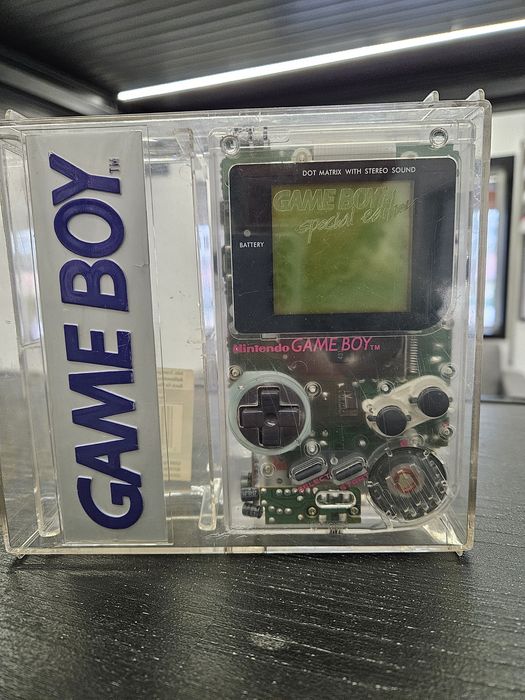 GAME BOY™
DOT MATRIX WITH STEREO SOUND
GAME BOY
special edition
BATTERY
Nintendo GAME BOY™